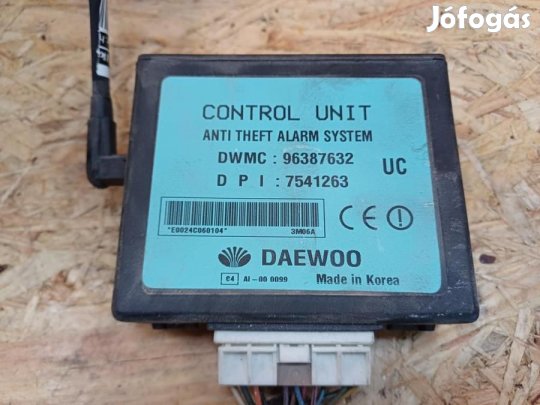 Jófogás
CONTROL UNIT
ANTI THEFT ALARM SYSTEM
DWMC : 96387632
UC
D P I : 7541263
"E0024C060104" 3M06A
CE
DAEWOO
e4 AI-00 0099 Made in Korea